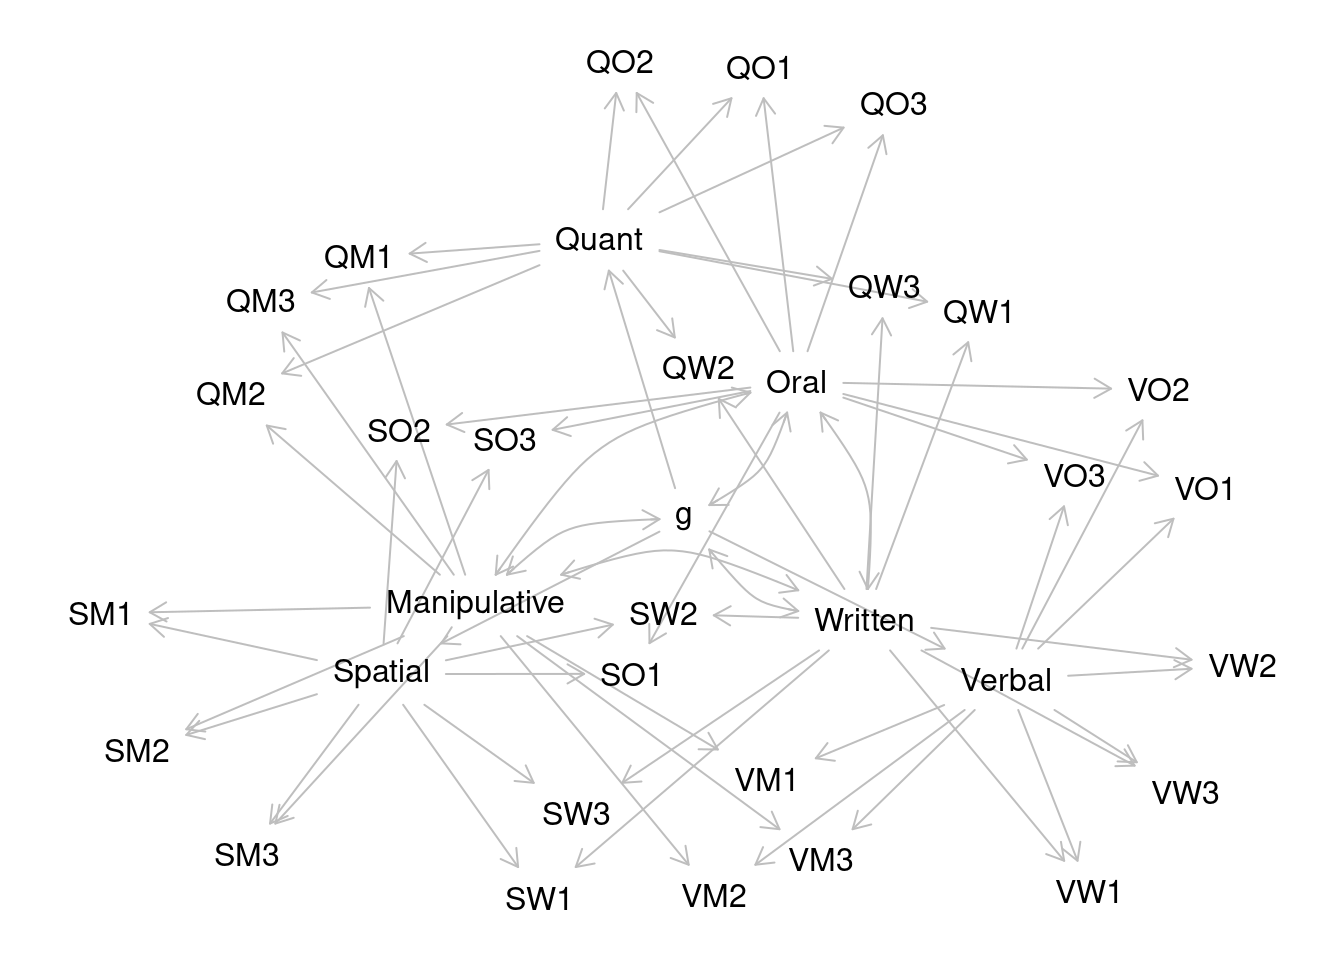 QO2
QO1
QO3
Quant
QM1
QW3
QM3
QW1
QW2
Oral
VO2
QM2
SO2
SO3
VO3
VO1
g
Manipulative
SM1
SW2
Written
Spatial
SO1
VW2
Verbal
SM2
VM1
VW3
SW3
SM3
VM3
SW1
VM2
VW1